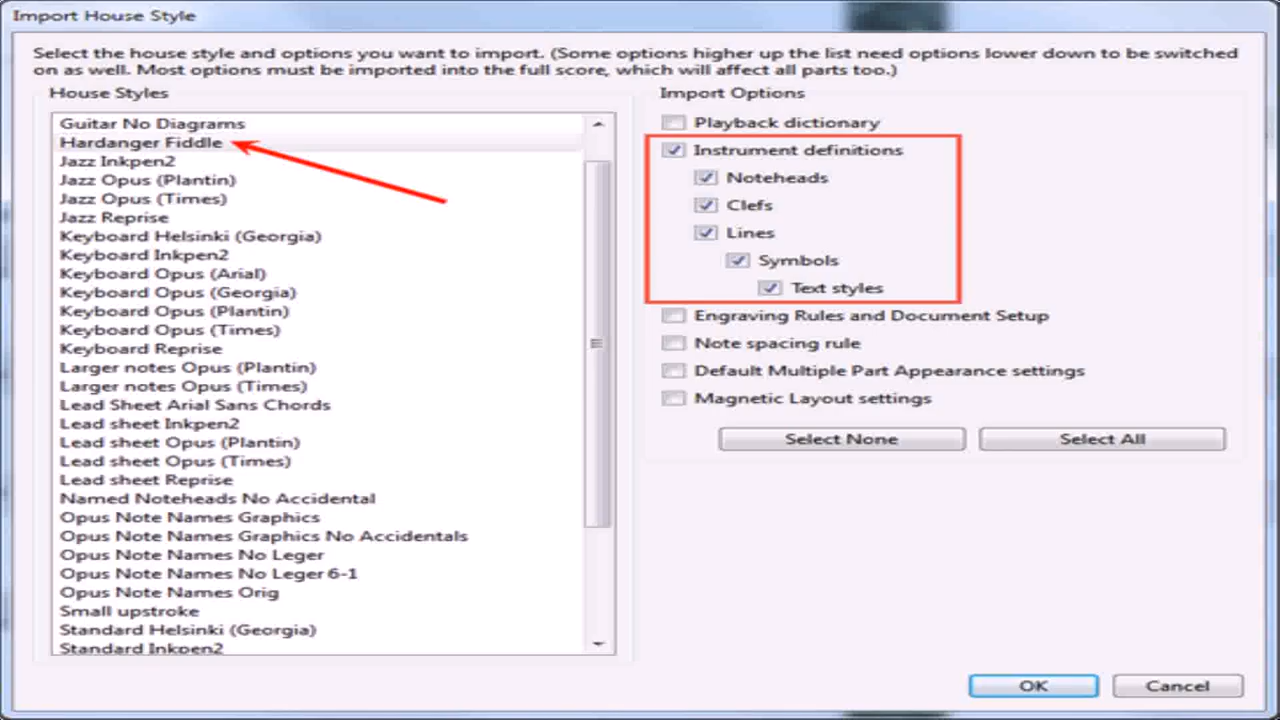 Import House Style
Select the house style and options you want to import. (Some options higher up the list need options lower down to be switched
on as well. Most options must be imported into the full score, which will affect all parts too.)
House Styles
Guitar No Diagrams
Hardanger Fiddle
Jazz Inkpen2
Jazz Opus (Plantin)
Jazz Opus (Times)
Jazz Reprise
Keyboard Helsinki (Georgia)
Keyboard Inkpen2
Keyboard Opus (Arial)
Keyboard Opus (Georgia)
Keyboard Opus (Plantin)
Keyboard Opus (Times)
Keyboard Reprise
Larger notes Opus (Plantin)
Larger notes Opus (Times)
Lead Sheet Arial Sans Chords
Lead sheet Inkpen2
Lead sheet Opus (Plantin)
Lead sheet Opus (Times)
Lead sheet Reprise
Named Noteheads No Accidental
Opus Note Names Graphics
Opus Note Names Graphics No Accidentals
Opus Note Names No Leger
Opus Note Names No Leger 6-1
Opus Note Names Orig
Small upstroke
Standard Helsinki (Georgia)
Standard Inkpen2
Import Options
Playback dictionary
Instrument definitions
Noteheads
Clefs
Lines
Symbols
Text styles
Engraving Rules and Document Setup
Note spacing rule
Default Multiple Part Appearance settings
Magnetic Layout settings
Select None
Select All
OK
Cancel